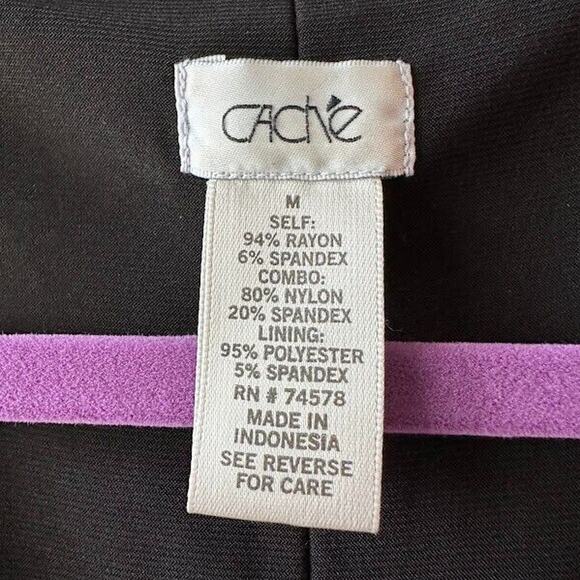 CACHé
M
SELF:
94% RAYON
6% SPANDEX
COMBO:
80% NYLON
20% SPANDEX
LINING:
95% POLYESTER
5% SPANDEX
RN # 74578
MADE IN
INDONESIA
SEE REVERSE
FOR CARE